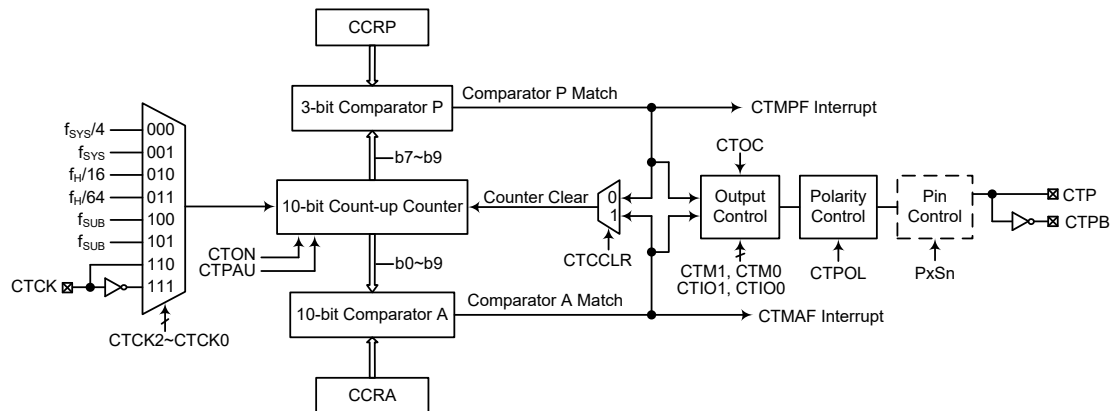 CCRP
3-bit Comparator P
Comparator P Match
CTMPF Interrupt
fSYS/4
000
fSYS
001
fH/16
010
fH/64
011
fSUB
100
fSUB
101
110
111
CTCK
CTCK2~CTCK0
b7~b9
10-bit Count-up Counter
Counter Clear
CTON
CTPAU
b0~b9
0
1
CTCCLR
CTOC
Output
Control
CTM1, CTM0
CTIO1, CTIO0
Polarity
Control
CTPOL
Pin
Control
PxSn
CTP
CTPB
10-bit Comparator A
Comparator A Match
CTMAF Interrupt
CCRA